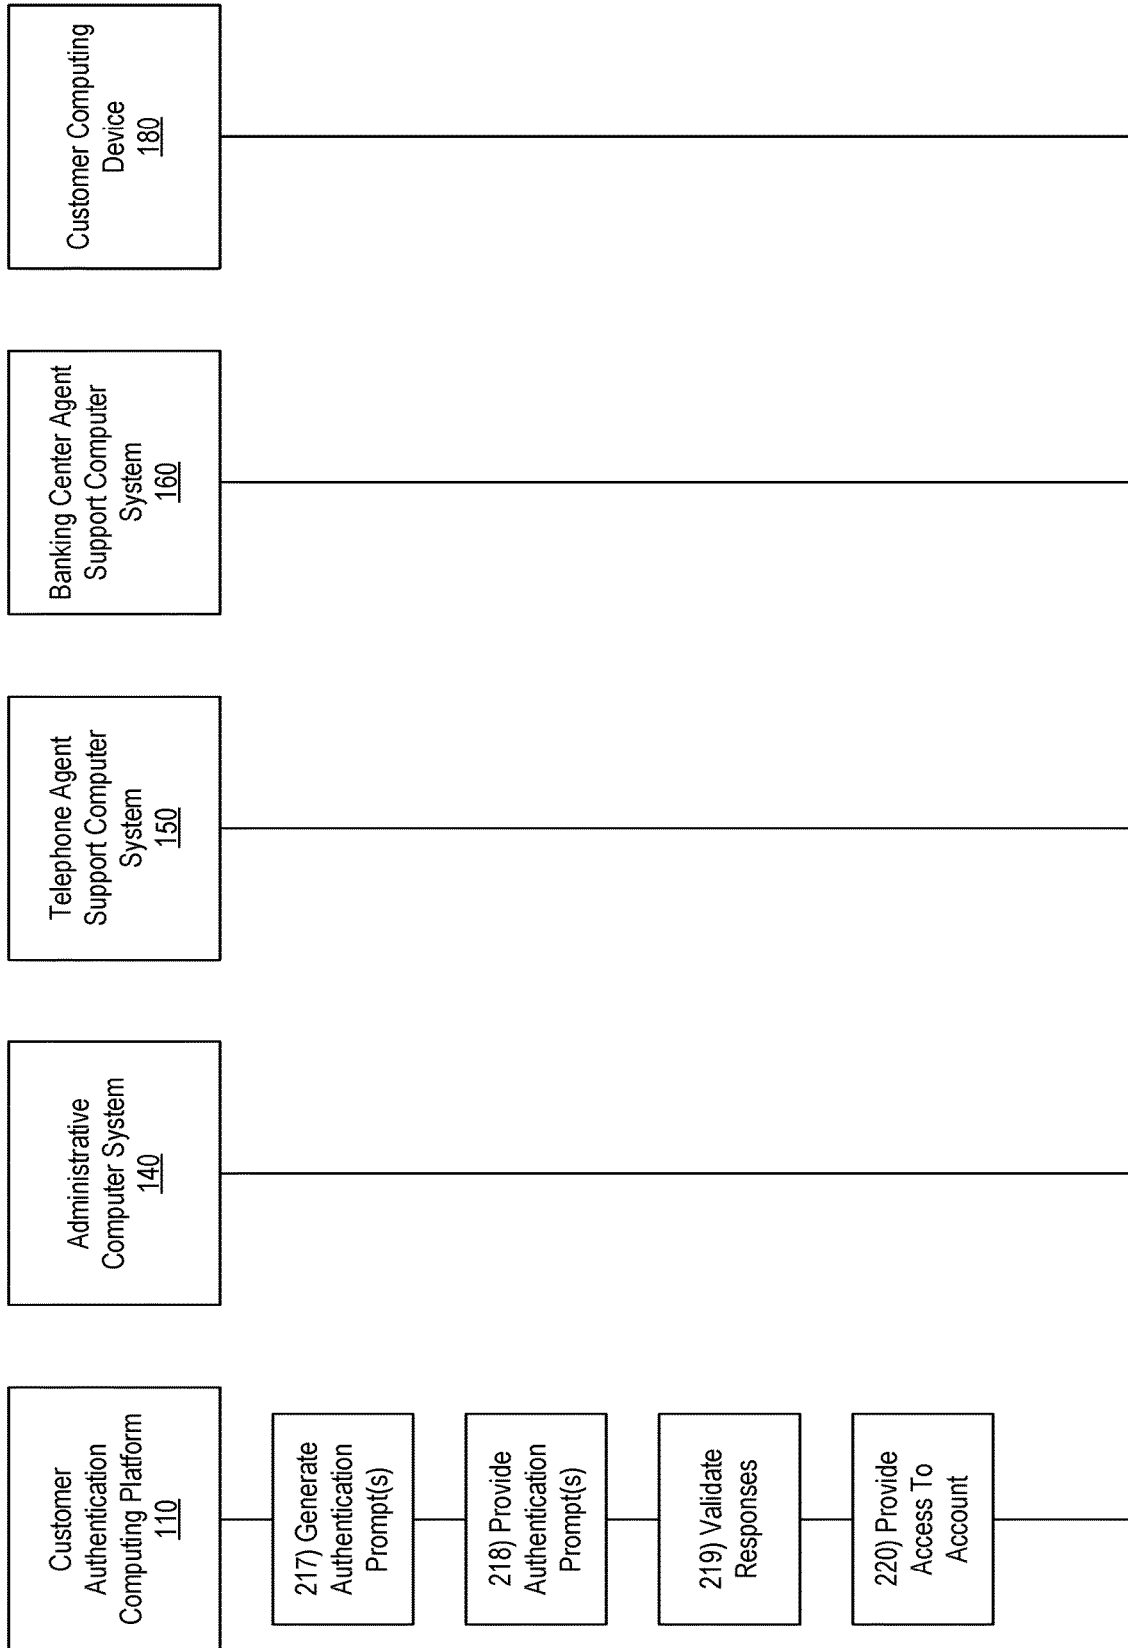 Customer
Authentication
Computing Platform
110
Administrative
Computer System
140
Telephone Agent
Support Computer
System
150
Banking Center Agent
Support Computer
System
160
Customer Computing
Device
180
217) Generate
Authentication
Prompt(s)
218) Provide
Authentication
Prompt(s)
219) Validate
Responses
220) Provide
Access To
Account